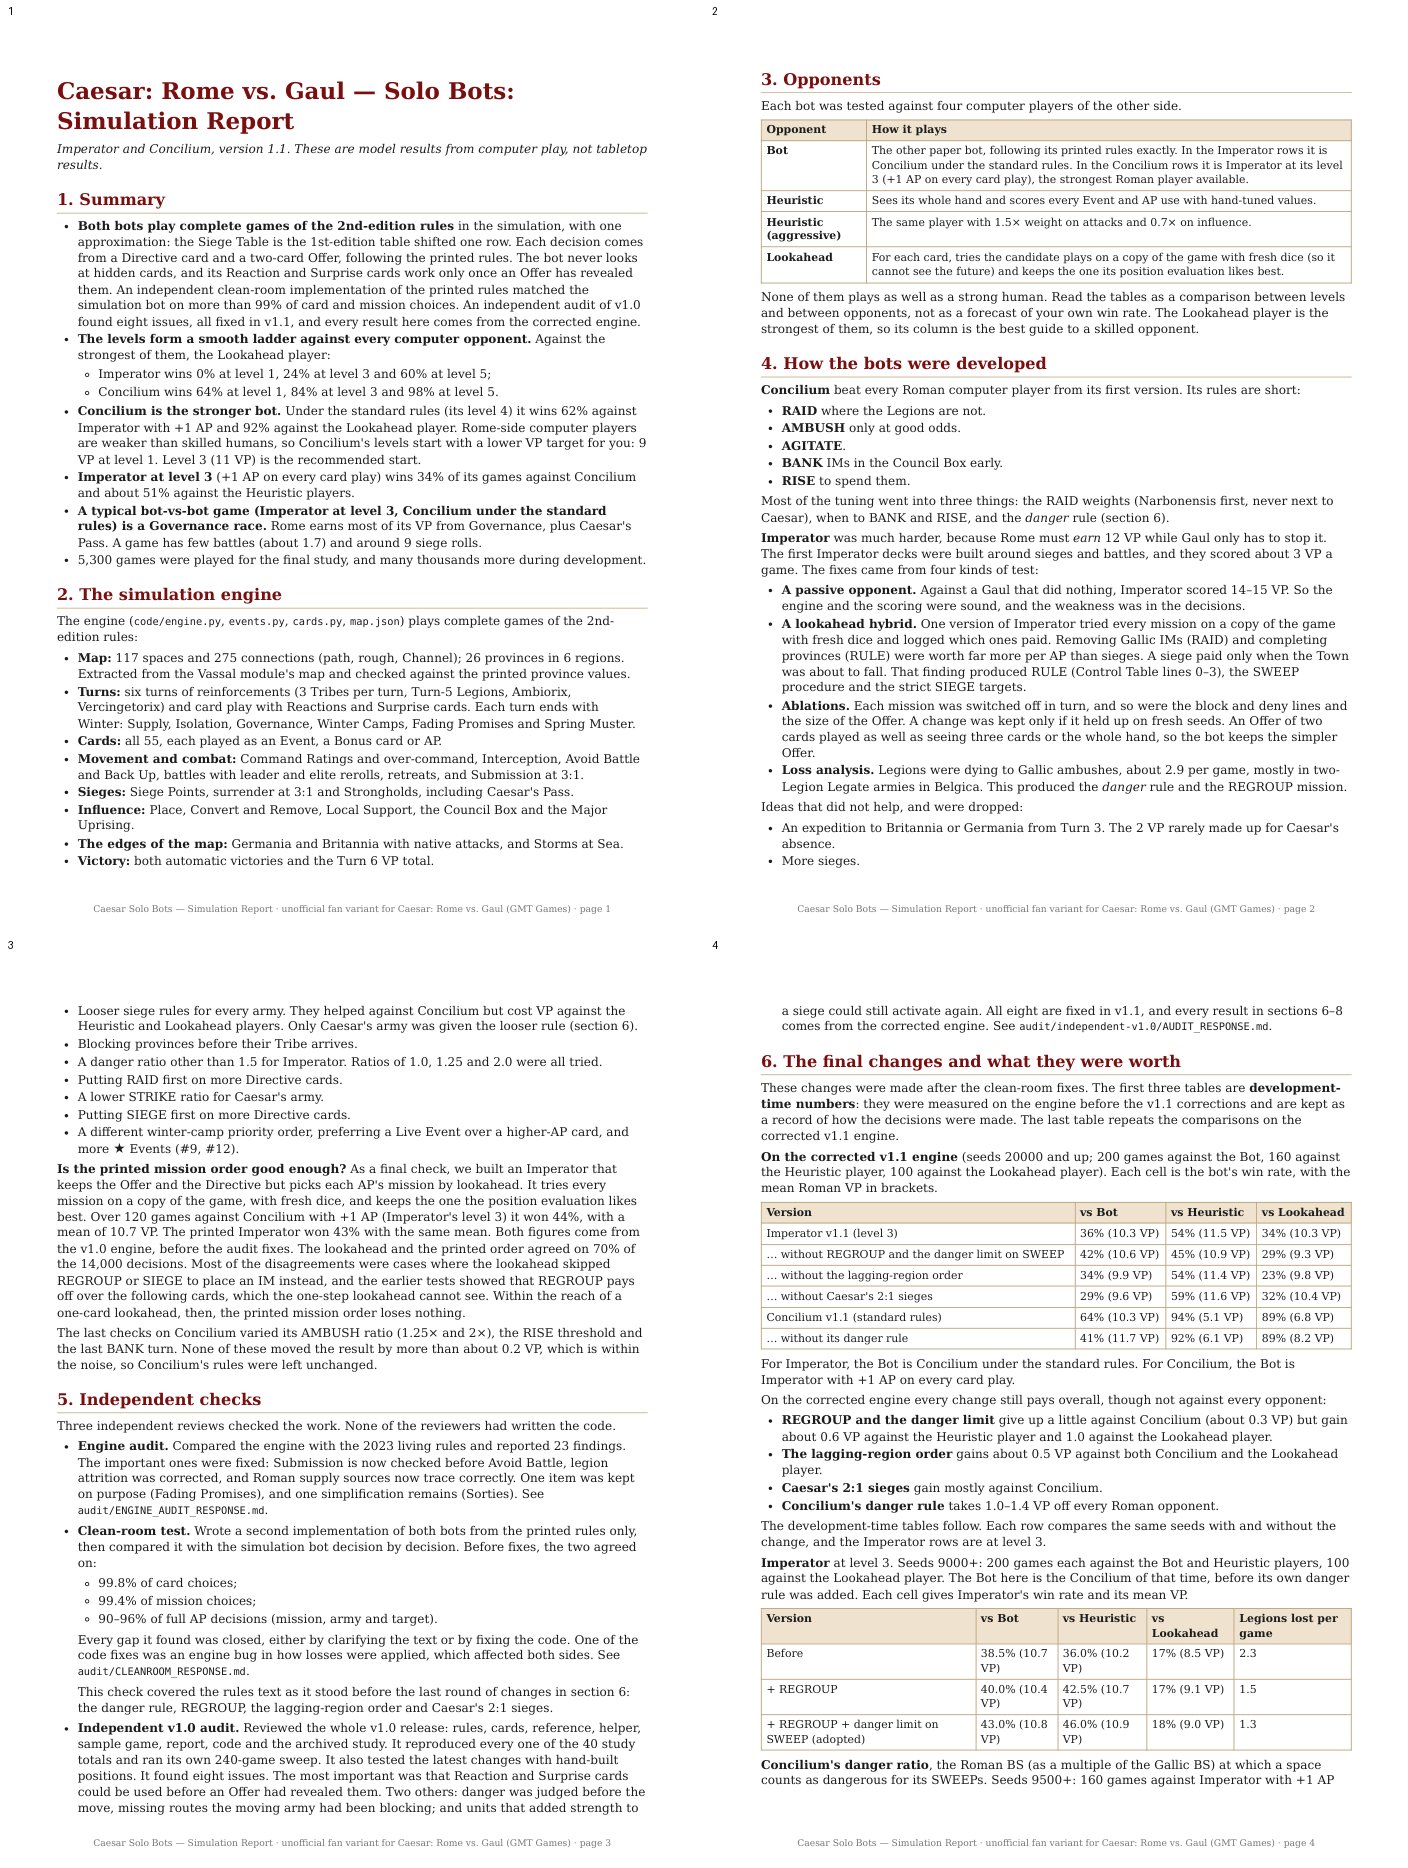 1
Caesar: Rome vs. Gaul — Solo Bots:
Simulation Report
Imperator and Concilium, version 1.1. These are model results from computer play, not tabletop
results.
1. Summary
• Both bots play complete games of the 2nd-edition rules in the simulation, with one
approximation: the Siege Table is the 1st-edition table shifted one row. Each decision comes
from a Directive card and a two-card Offer, following the printed rules. The bot never looks
at hidden cards, and its Reaction and Surprise cards work only once an Offer has revealed
them. An independent clean-room implementation of the printed rules matched the
simulation bot on more than 99% of card and mission choices. An independent audit of v1.0
found eight issues, all fixed in v1.1, and every result here comes from the corrected engine.
• The levels form a smooth ladder against every computer opponent. Against the
strongest of them, the Lookahead player:
◦ Imperator wins 0% at level 1, 24% at level 3 and 60% at level 5;
◦ Concilium wins 64% at level 1, 84% at level 3 and 98% at level 5.
• Concilium is the stronger bot. Under the standard rules (its level 4) it wins 62% against
Imperator with +1 AP and 92% against the Lookahead player. Rome-side computer players
are weaker than skilled humans, so Concilium's levels start with a lower VP target for you: 9
VP at level 1. Level 3 (11 VP) is the recommended start.
• Imperator at level 3 (+1 AP on every card play) wins 34% of its games against Concilium
and about 51% against the Heuristic players.
• A typical bot-vs-bot game (Imperator at level 3, Concilium under the standard
rules) is a Governance race. Rome earns most of its VP from Governance, plus Caesar's
Pass. A game has few battles (about 1.7) and around 9 siege rolls.
• 5,300 games were played for the final study, and many thousands more during development.
2. The simulation engine
The engine (code/engine.py, events.py, cards.py, map.json) plays complete games of the 2nd-
edition rules:
• Map: 117 spaces and 275 connections (path, rough, Channel); 26 provinces in 6 regions.
Extracted from the Vassal module's map and checked against the printed province values.
• Turns: six turns of reinforcements (3 Tribes per turn, Turn-5 Legions, Ambiorix,
Vercingetorix) and card play with Reactions and Surprise cards. Each turn ends with
Winter: Supply, Isolation, Governance, Winter Camps, Fading Promises and Spring Muster.
• Cards: all 55, each played as an Event, a Bonus card or AP.
• Movement and combat: Command Ratings and over-command, Interception, Avoid Battle
and Back Up, battles with leader and elite rerolls, retreats, and Submission at 3:1.
• Sieges: Siege Points, surrender at 3:1 and Strongholds, including Caesar's Pass.
• Influence: Place, Convert and Remove, Local Support, the Council Box and the Major
Uprising.
• The edges of the map: Germania and Britannia with native attacks, and Storms at Sea.
• Victory: both automatic victories and the Turn 6 VP total.
Caesar Solo Bots — Simulation Report · unofficial fan variant for Caesar: Rome vs. Gaul (GMT Games) · page 1
2
3. Opponents
Each bot was tested against four computer players of the other side.
Opponent How it plays
Bot The other paper bot, following its printed rules exactly. In the Imperator rows it is
Concilium under the standard rules. In the Concilium rows it is Imperator at its level
3 (+1 AP on every card play), the strongest Roman player available.
Heuristic Sees its whole hand and scores every Event and AP use with hand-tuned values.
Heuristic The same player with 1.5× weight on attacks and 0.7× on influence.
(aggressive)
Lookahead For each card, tries the candidate plays on a copy of the game with fresh dice (so it
cannot see the future) and keeps the one its position evaluation likes best.
None of them plays as well as a strong human. Read the tables as a comparison between levels
and between opponents, not as a forecast of your own win rate. The Lookahead player is the
strongest of them, so its column is the best guide to a skilled opponent.
4. How the bots were developed
Concilium beat every Roman computer player from its first version. Its rules are short:
• RAID where the Legions are not.
• AMBUSH only at good odds.
• AGITATE.
• BANK IMs in the Council Box early.
• RISE to spend them.
Most of the tuning went into three things: the RAID weights (Narbonensis first, never next to
Caesar), when to BANK and RISE, and the danger rule (section 6).
Imperator was much harder, because Rome must earn 12 VP while Gaul only has to stop it.
The first Imperator decks were built around sieges and battles, and they scored about 3 VP a
game. The fixes came from four kinds of test:
• A passive opponent. Against a Gaul that did nothing, Imperator scored 14–15 VP. So the
engine and the scoring were sound, and the weakness was in the decisions.
• A lookahead hybrid. One version of Imperator tried every mission on a copy of the game
with fresh dice and logged which ones paid. Removing Gallic IMs (RAID) and completing
provinces (RULE) were worth far more per AP than sieges. A siege paid only when the Town
was about to fall. That finding produced RULE (Control Table lines 0–3), the SWEEP
procedure and the strict SIEGE targets.
• Ablations. Each mission was switched off in turn, and so were the block and deny lines and
the size of the Offer. A change was kept only if it held up on fresh seeds. An Offer of two
cards played as well as seeing three cards or the whole hand, so the bot keeps the simpler
Offer.
• Loss analysis. Legions were dying to Gallic ambushes, about 2.9 per game, mostly in two-
Legion Legate armies in Belgica. This produced the danger rule and the REGROUP mission.
Ideas that did not help, and were dropped:
• An expedition to Britannia or Germania from Turn 3. The 2 VP rarely made up for Caesar's
absence.
• More sieges.
Caesar Solo Bots — Simulation Report · unofficial fan variant for Caesar: Rome vs. Gaul (GMT Games) · page 2
3
• Looser siege rules for every army. They helped against Concilium but cost VP against the
Heuristic and Lookahead players. Only Caesar's army was given the looser rule (section 6).
• Blocking provinces before their Tribe arrives.
• A danger ratio other than 1.5 for Imperator. Ratios of 1.0, 1.25 and 2.0 were all tried.
• Putting RAID first on more Directive cards.
• A lower STRIKE ratio for Caesar's army.
• Putting SIEGE first on more Directive cards.
• A different winter-camp priority order, preferring a Live Event over a higher-AP card, and
more ★ Events (#9, #12).
Is the printed mission order good enough? As a final check, we built an Imperator that
keeps the Offer and the Directive but picks each AP's mission by lookahead. It tries every
mission on a copy of the game, with fresh dice, and keeps the one the position evaluation likes
best. Over 120 games against Concilium with +1 AP (Imperator's level 3) it won 44%, with a
mean of 10.7 VP. The printed Imperator won 43% with the same mean. Both figures come from
the v1.0 engine, before the audit fixes. The lookahead and the printed order agreed on 70% of
the 14,000 decisions. Most of the disagreements were cases where the lookahead skipped
REGROUP or SIEGE to place an IM instead, and the earlier tests showed that REGROUP pays
off over the following cards, which the one-step lookahead cannot see. Within the reach of a
one-card lookahead, then, the printed mission order loses nothing.
The last checks on Concilium varied its AMBUSH ratio (1.25× and 2×), the RISE threshold and
the last BANK turn. None of these moved the result by more than about 0.2 VP, which is within
the noise, so Concilium's rules were left unchanged.
5. Independent checks
Three independent reviews checked the work. None of the reviewers had written the code.
• Engine audit. Compared the engine with the 2023 living rules and reported 23 findings.
The important ones were fixed: Submission is now checked before Avoid Battle, legion
attrition was corrected, and Roman supply sources now trace correctly. One item was kept
on purpose (Fading Promises), and one simplification remains (Sorties). See
audit/ENGINE_AUDIT_RESPONSE.md.
• Clean-room test. Wrote a second implementation of both bots from the printed rules only,
then compared it with the simulation bot decision by decision. Before fixes, the two agreed
on:
◦ 99.8% of card choices;
◦ 99.4% of mission choices;
◦ 90–96% of full AP decisions (mission, army and target).
Every gap it found was closed, either by clarifying the text or by fixing the code. One of the
code fixes was an engine bug in how losses were applied, which affected both sides. See
audit/CLEANROOM_RESPONSE.md.
This check covered the rules text as it stood before the last round of changes in section 6:
the danger rule, REGROUP, the lagging-region order and Caesar's 2:1 sieges.
• Independent v1.0 audit. Reviewed the whole v1.0 release: rules, cards, reference, helper,
sample game, report, code and the archived study. It reproduced every one of the 40 study
totals and ran its own 240-game sweep. It also tested the latest changes with hand-built
positions. It found eight issues. The most important was that Reaction and Surprise cards
could be used before an Offer had revealed them. Two others: danger was judged before the
move, missing routes the moving army had been blocking; and units that added strength to
Caesar Solo Bots — Simulation Report · unofficial fan variant for Caesar: Rome vs. Gaul (GMT Games) · page 3
4
a siege could still activate again. All eight are fixed in v1.1, and every result in sections 6–8
comes from the corrected engine. See audit/independent-v1.0/AUDIT_RESPONSE.md.
6. The final changes and what they were worth
These changes were made after the clean-room fixes. The first three tables are development-
time numbers: they were measured on the engine before the v1.1 corrections and are kept as
a record of how the decisions were made. The last table repeats the comparisons on the
corrected v1.1 engine.
On the corrected v1.1 engine (seeds 20000 and up; 200 games against the Bot, 160 against
the Heuristic player, 100 against the Lookahead player). Each cell is the bot's win rate, with the
mean Roman VP in brackets.
Version vs Bot vs Heuristic vs Lookahead
Imperator v1.1 (level 3) 36% (10.3 VP) 54% (11.5 VP) 34% (10.3 VP)
... without REGROUP and the danger limit on SWEEP 42% (10.6 VP) 45% (10.9 VP) 29% (9.3 VP)
... without the lagging-region order 34% (9.9 VP) 54% (11.4 VP) 23% (9.8 VP)
... without Caesar's 2:1 sieges 29% (9.6 VP) 59% (11.6 VP) 32% (10.4 VP)
Concilium v1.1 (standard rules) 64% (10.3 VP) 94% (5.1 VP) 89% (6.8 VP)
... without its danger rule 41% (11.7 VP) 92% (6.1 VP) 89% (8.2 VP)
For Imperator, the Bot is Concilium under the standard rules. For Concilium, the Bot is
Imperator with +1 AP on every card play.
On the corrected engine every change still pays overall, though not against every opponent:
• REGROUP and the danger limit give up a little against Concilium (about 0.3 VP) but gain
about 0.6 VP against the Heuristic player and 1.0 against the Lookahead player.
• The lagging-region order gains about 0.5 VP against both Concilium and the Lookahead
player.
• Caesar's 2:1 sieges gain mostly against Concilium.
• Concilium's danger rule takes 1.0–1.4 VP off every Roman opponent.
The development-time tables follow. Each row compares the same seeds with and without the
change, and the Imperator rows are at level 3.
Imperator at level 3. Seeds 9000+: 200 games each against the Bot and Heuristic players, 100
against the Lookahead player. The Bot here is the Concilium of that time, before its own danger
rule was added. Each cell gives Imperator's win rate and its mean VP.
Version vs Bot vs Heuristic vs Legions lost per
Lookahead game
Before 38.5% (10.7 36.0% (10.2 17% (8.5 VP) 2.3
VP) VP)
+ REGROUP 40.0% (10.4 42.5% (10.7 17% (9.1 VP) 1.5
VP) VP)
+ REGROUP + danger limit on 43.0% (10.8 46.0% (10.9 18% (9.0 VP) 1.3
SWEEP (adopted) VP) VP)
Concilium's danger ratio, the Roman BS (as a multiple of the Gallic BS) at which a space
counts as dangerous for its SWEEPs. Seeds 9500+: 160 games against Imperator with +1 AP
Caesar Solo Bots — Simulation Report · unofficial fan variant for Caesar: Rome vs. Gaul (GMT Games) · page 4